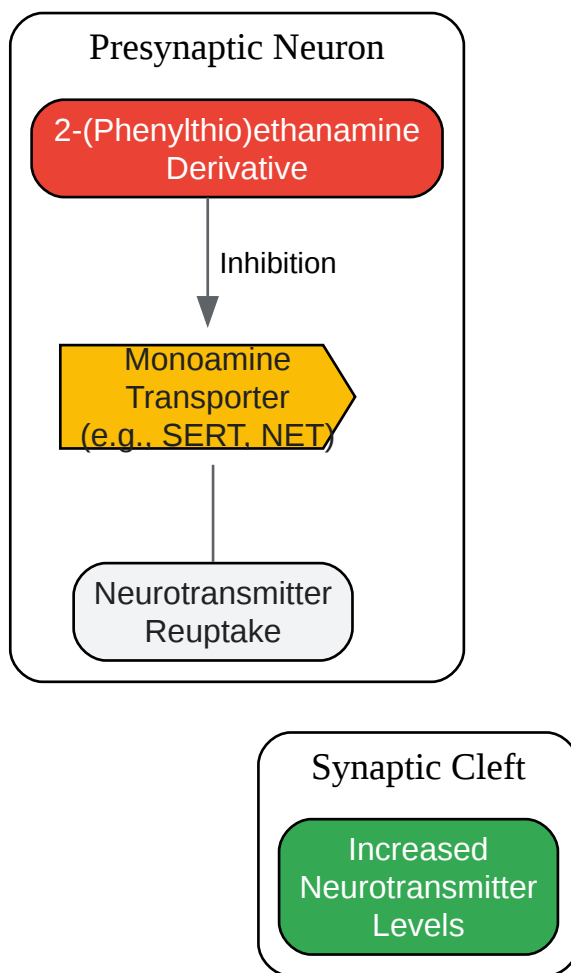 Presynaptic Neuron
2-(Phenylthio)ethanamine
Derivative
Inhibition
Monoamine
Transporter
(e.g., SERT, NET)
Neurotransmitter
Reuptake
Synaptic Cleft
Increased
Neurotransmitter
Levels